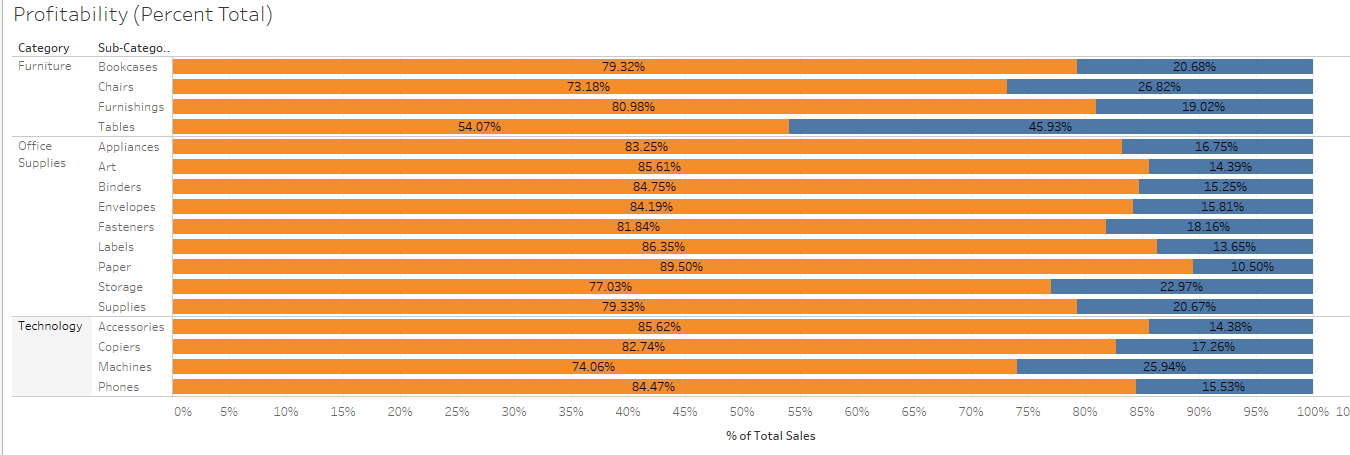 Profitability (Percent Total)
Category Sub-Catego..
Furniture Bookcases 79.32% 20.68%
Chairs 73.18% 26.82%
Furnishings 80.98% 19.02%
Tables 54.07% 45.93%
Office Supplies Appliances 83.25% 16.75%
Art 85.61% 14.39%
Binders 84.75% 15.25%
Envelopes 84.19% 15.81%
Fasteners 81.84% 18.16%
Labels 86.35% 13.65%
Paper 89.50% 10.50%
Storage 77.03% 22.97%
Supplies 79.33% 20.67%
Technology Accessories 85.62% 14.38%
Copiers 82.74% 17.26%
Machines 74.06% 25.94%
Phones 84.47% 15.53%
0% 5% 10% 15% 20% 25% 30% 35% 40% 45% 50% 55% 60% 65% 70% 75% 80% 85% 90% 95% 100% 10
% of Total Sales